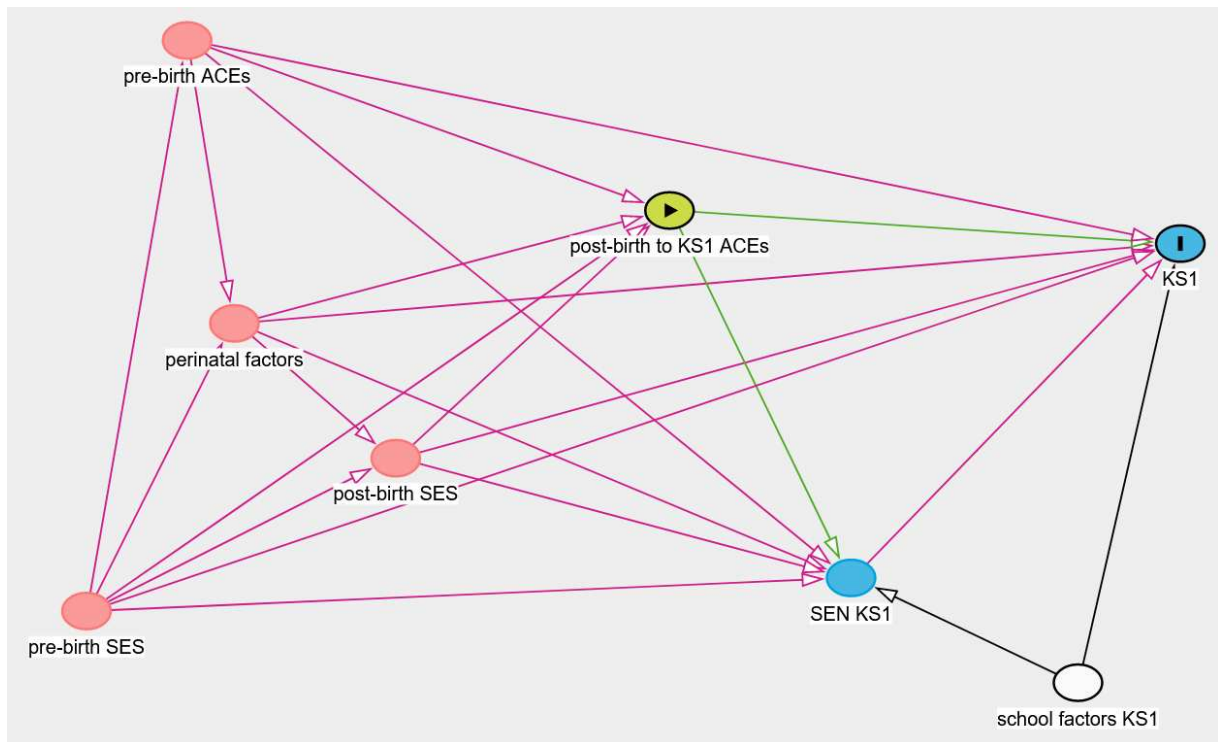 pre-birth ACEs
post-birth to KS1 ACEs
KS1
perinatal factors
post-birth SES
SEN KS1
pre-birth SES
school factors KS1